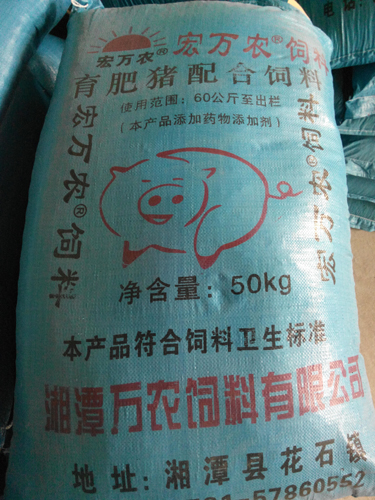 宏万农® 宏万农®饲料
育肥猪配合饲料
使用范围：60公斤至出栏
（本产品添加药物添加剂）
宏万农®饲料
宏万农®饲料
净含量：50kg
本产品符合饲料卫生标准
湘潭万农饲料有限公司
地址：湘潭县花石镇
57860552